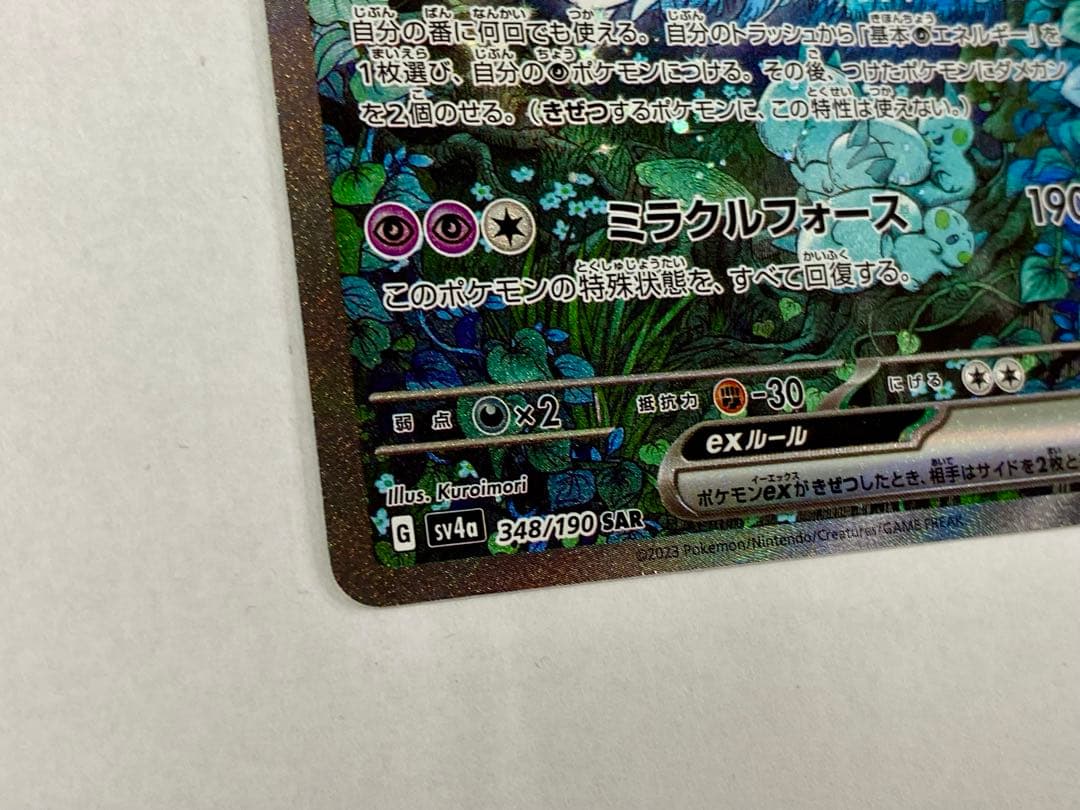 自分の番に何回でも使える。自分のトラッシュから「基本エネルギー」を
1枚選び、自分のポケモンにつける。その後、つけたポケモンにダメカン
を2個のせる。(きぜつするポケモンに、この特性は使えない。)
ミラクルフォース 190
このポケモンの特殊状態を、すべて回復する。
弱点 ×2 抵抗力 -30 にげる
exルール
ポケモンexがきぜつしたとき、相手はサイドを2枚と
Illus. Kuroimori
G sv4a 348/190 SAR
©2023 Pokémon/Nintendo/Creatures/GAME FREAK